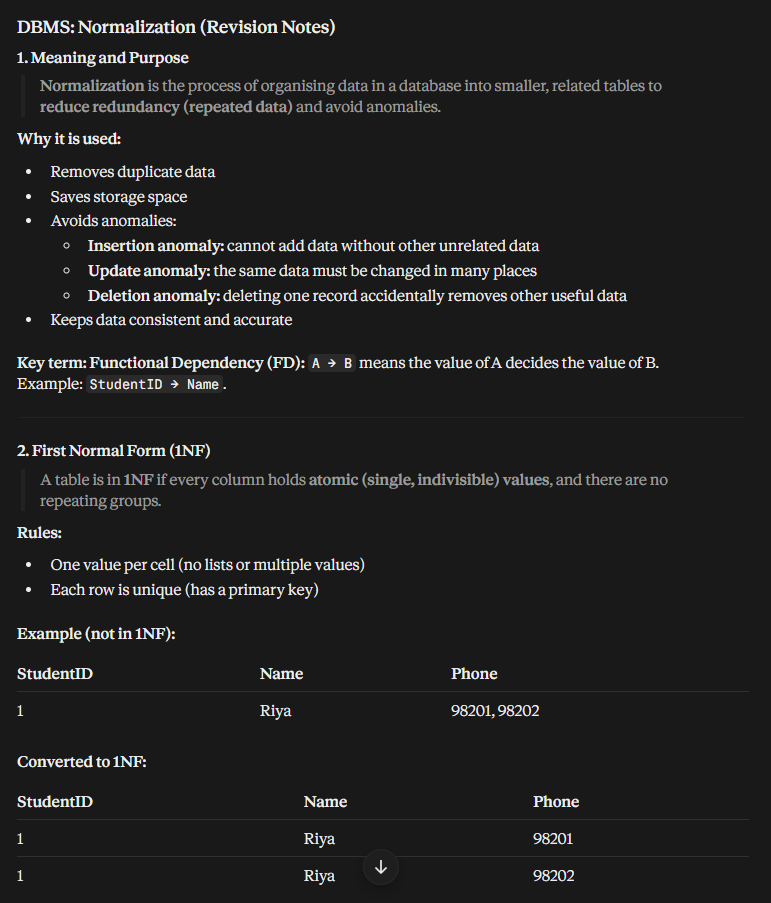 DBMS: Normalization (Revision Notes)
1. Meaning and Purpose
Normalization is the process of organising data in a database into smaller, related tables to
reduce redundancy (repeated data) and avoid anomalies.
Why it is used:
• Removes duplicate data
• Saves storage space
• Avoids anomalies:
◦ Insertion anomaly: cannot add data without other unrelated data
◦ Update anomaly: the same data must be changed in many places
◦ Deletion anomaly: deleting one record accidentally removes other useful data
• Keeps data consistent and accurate
Key term: Functional Dependency (FD): A → B means the value of A decides the value of B.
Example: StudentID → Name.
2. First Normal Form (1NF)
A table is in 1NF if every column holds atomic (single, indivisible) values, and there are no
repeating groups.
Rules:
• One value per cell (no lists or multiple values)
• Each row is unique (has a primary key)
Example (not in 1NF):
StudentID Name Phone
1 Riya 98201, 98202
Converted to 1NF:
StudentID Name Phone
1 Riya 98201
1 Riya 98202